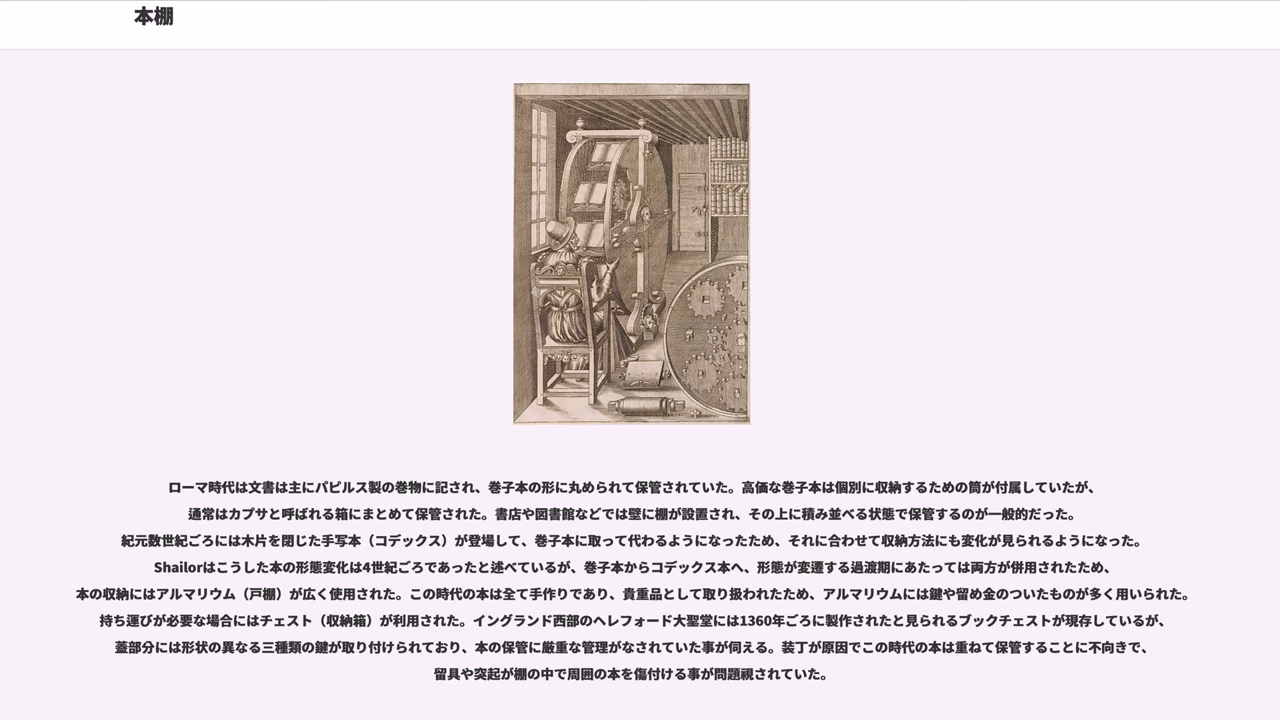 本棚
ローマ時代は文書は主にパピルス製の巻物に記され、巻子本の形に丸められて保管されていた。高価な巻子本は個別に収納するための筒が付属していたが、
通常はカプサと呼ばれる箱にまとめて保管された。書店や図書館などでは壁に棚が設置され、その上に積み並べる状態で保管するのが一般的だった。
紀元数世紀ごろには木片を閉じた手写本（コデックス）が登場して、巻子本に取って代わるようになったため、それに合わせて収納方法にも変化が見られるようになった。
Shailorはこうした本の形態変化は4世紀ごろであったと述べているが、巻子本からコデックス本へ、形態が変遷する過渡期にあたっては両方が併用されたため、
本の収納にはアルマリウム（戸棚）が広く使用された。この時代の本は全て手作りであり、貴重品として取り扱われたため、アルマリウムには鍵や留め金のついたものが多く用いられた。
持ち運びが必要な場合にはチェスト（収納箱）が利用された。イングランド西部のヘレフォード大聖堂には1360年ごろに製作されたと見られるブックチェストが現存しているが、
蓋部分には形状の異なる三種類の鍵が取り付けられており、本の保管に厳重な管理がなされていた事が伺える。装丁が原因でこの時代の本は重ねて保管することに不向きで、
留具や突起が棚の中で周囲の本を傷付ける事が問題視されていた。